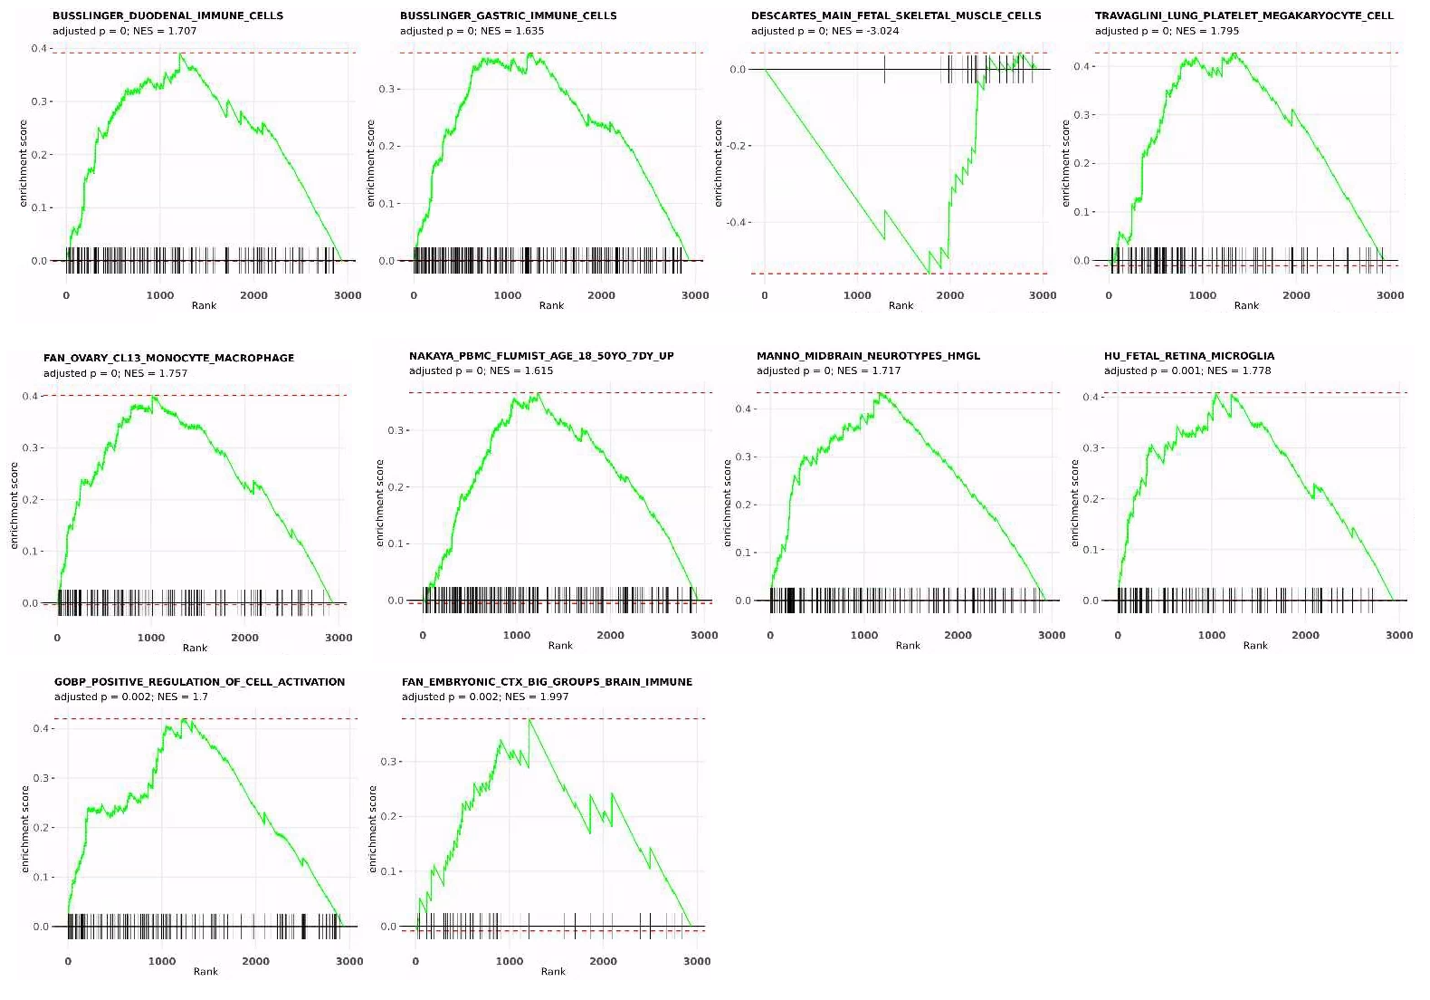 BUSSLINGER_DUODENAL_IMMUNE_CELLS
adjusted p = 0; NES = 1.707
enrichment score
0.4
0.3
0.2
0.1
0.0
0 1000 2000 3000
Rank
BUSSLINGER_GASTRIC_IMMUNE_CELLS
adjusted p = 0; NES = 1.635
enrichment score
0.3
0.2
0.1
0.0
0 1000 2000 3000
Rank
DESCARTES_MAIN_FETAL_SKELETAL_MUSCLE_CELLS
adjusted p = 0; NES = -3.024
enrichment score
0.0
-0.2
-0.4
0 1000 2000 3000
Rank
TRAVAGLINI_LUNG_PLATELET_MEGAKARYOCYTE_CELL
adjusted p = 0; NES = 1.795
enrichment score
0.4
0.3
0.2
0.1
0.0
0 1000 2000 3000
Rank
FAN_OVARY_CL13_MONOCYTE_MACROPHAGE
adjusted p = 0; NES = 1.757
enrichment score
0.4
0.3
0.2
0.1
0.0
0 1000 2000 3000
Rank
NAKAYA_PBMC_FLUMIST_AGE_18_50YO_7DY_UP
adjusted p = 0; NES = 1.615
enrichment score
0.3
0.2
0.1
0.0
0 1000 2000 3000
Rank
MANNO_MIDBRAIN_NEUROTYPES_HMGL
adjusted p = 0; NES = 1.717
enrichment score
0.4
0.3
0.2
0.1
0.0
0 1000 2000 3000
Rank
HU_FETAL_RETINA_MICROGLIA
adjusted p = 0.001; NES = 1.778
enrichment score
0.4
0.3
0.2
0.1
0.0
0 1000 2000 3000
Rank
GOBP_POSITIVE_REGULATION_OF_CELL_ACTIVATION
adjusted p = 0.002; NES = 1.7
enrichment score
0.4
0.3
0.2
0.1
0.0
0 1000 2000 3000
Rank
FAN_EMBRYONIC_CTX_BIG_GROUPS_BRAIN_IMMUNE
adjusted p = 0.002; NES = 1.997
enrichment score
0.3
0.2
0.1
0.0
0 1000 2000 3000
Rank